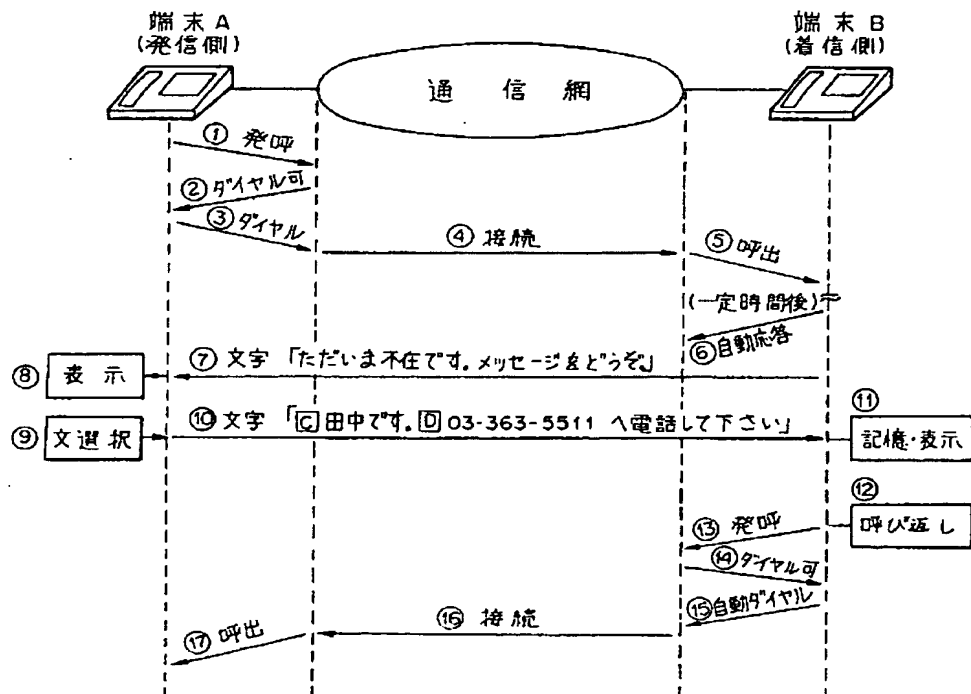 端末A
(発信側)
端末B
(着信側)
通信網
① 発呼
② ダイヤル可
③ ダイヤル
④ 接続
⑤ 呼出
(一定時間後)
⑥ 自動応答
⑦ 文字 「ただいま不在です。メッセージをどうぞ」
⑧ 表示
⑨ 文選択
⑩ 文字 「C 田中です。 D 03-363-5511 へ電話して下さい」
⑪
記憶・表示
⑫
呼び返し
⑬ 発呼
⑭ ダイヤル可
⑮ 自動ダイヤル
⑯ 接続
⑰ 呼出